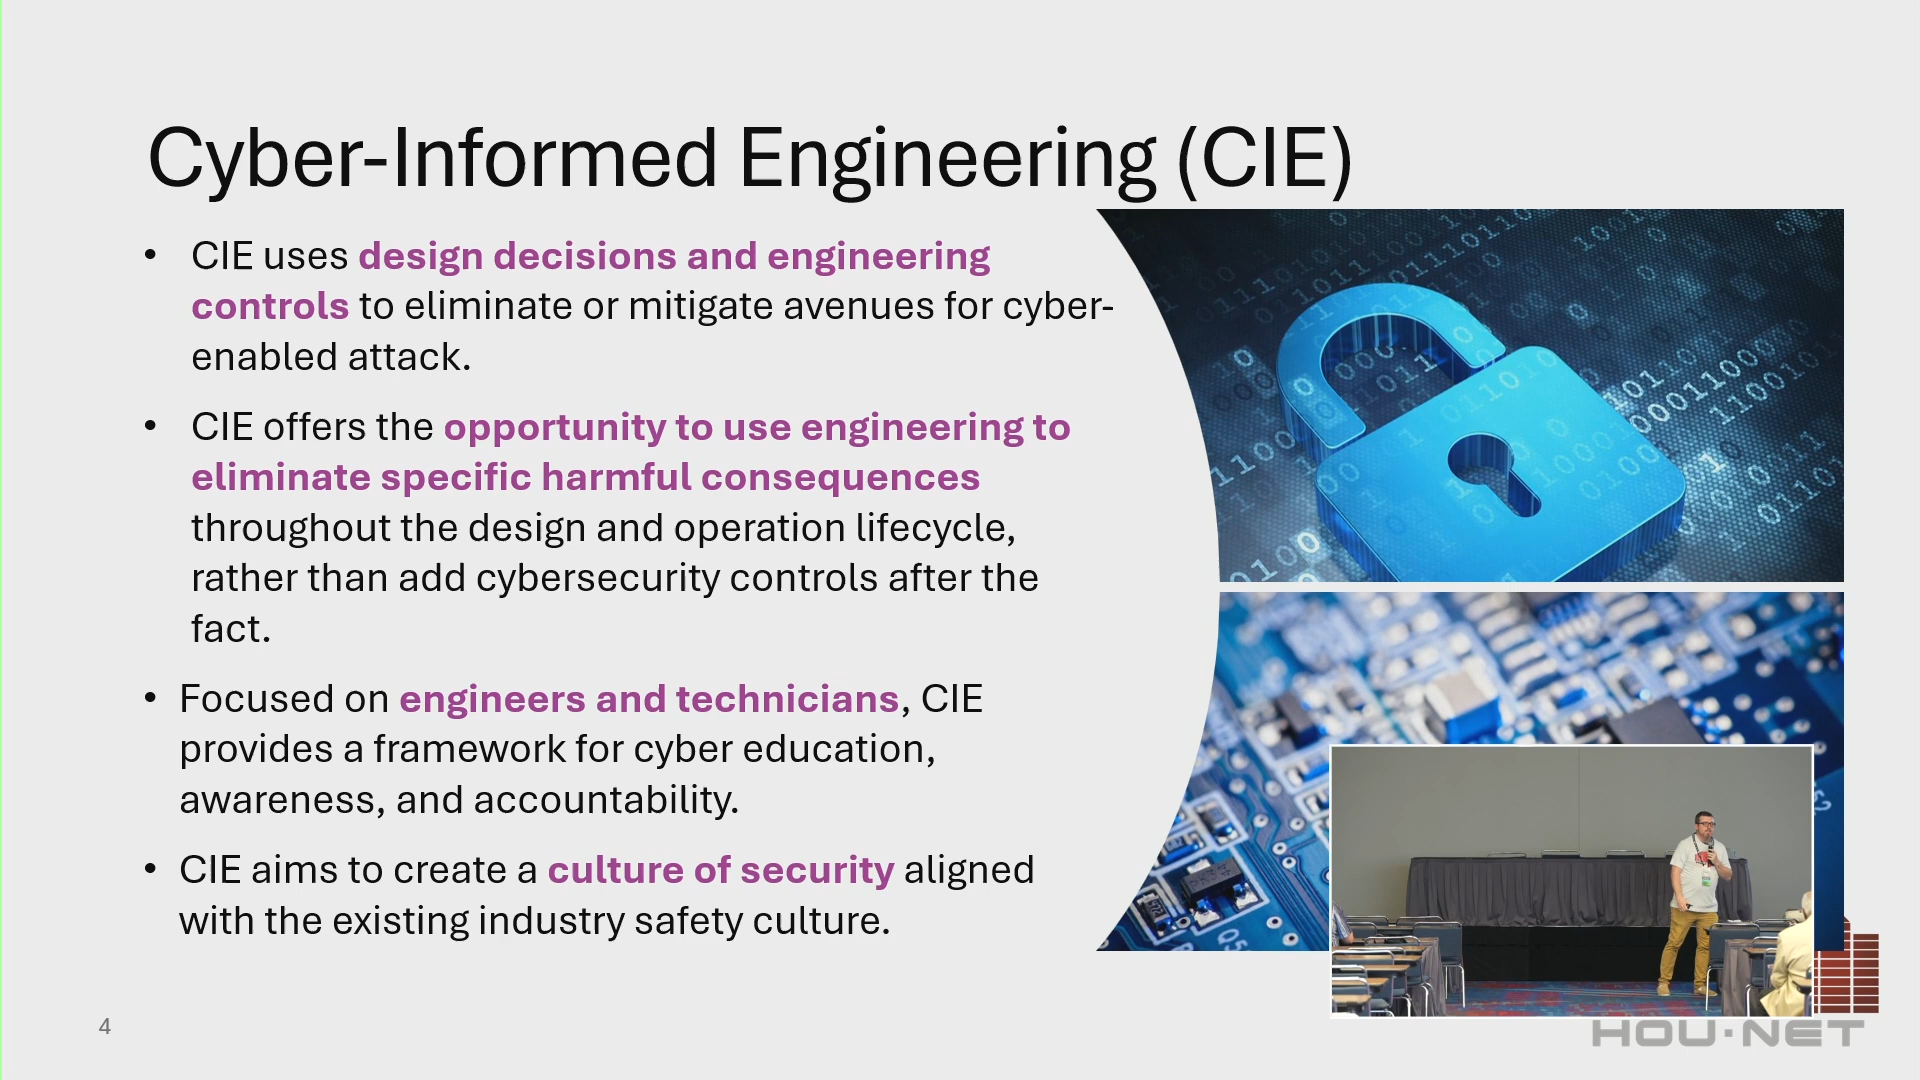 Cyber-Informed Engineering (CIE)
• CIE uses design decisions and engineering
controls to eliminate or mitigate avenues for cyber-
enabled attack.
• CIE offers the opportunity to use engineering to
eliminate specific harmful consequences
throughout the design and operation lifecycle,
rather than add cybersecurity controls after the
fact.
• Focused on engineers and technicians, CIE
provides a framework for cyber education,
awareness, and accountability.
• CIE aims to create a culture of security aligned
with the existing industry safety culture.
4
HOU·NET